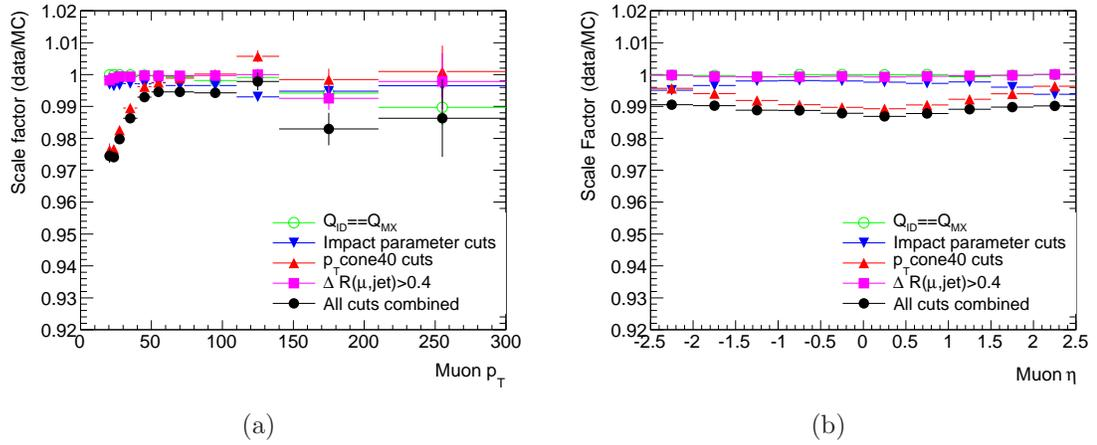 Scale factor (data/MC)
1.02
1.01
1
0.99
0.98
0.97
0.96
0.95
0.94
0.93
0.92
Q_ID==Q_MX
Impact parameter cuts
p_Tcone40 cuts
ΔR(μ,jet)>0.4
All cuts combined
0 50 100 150 200 250 300
Muon p_T
(a)
Scale Factor (data/MC)
1.02
1.01
1
0.99
0.98
0.97
0.96
0.95
0.94
0.93
0.92
Q_ID==Q_MX
Impact parameter cuts
p_Tcone40 cuts
ΔR(μ,jet)>0.4
All cuts combined
-2.5 -2 -1.5 -1 -0.5 0 0.5 1 1.5 2 2.5
Muon η
(b)